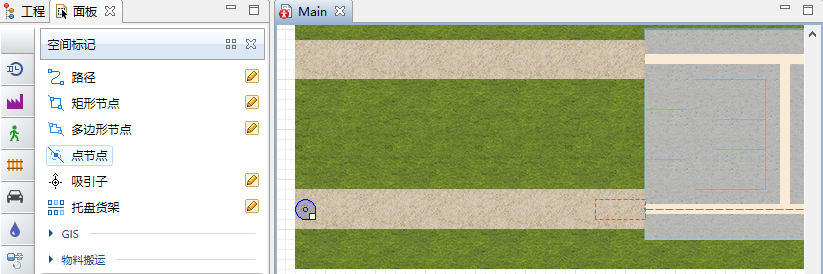 工程 面板 Main
空间标记
路径
矩形节点
多边形节点
点节点
吸引子
托盘货架
GIS
物料搬运